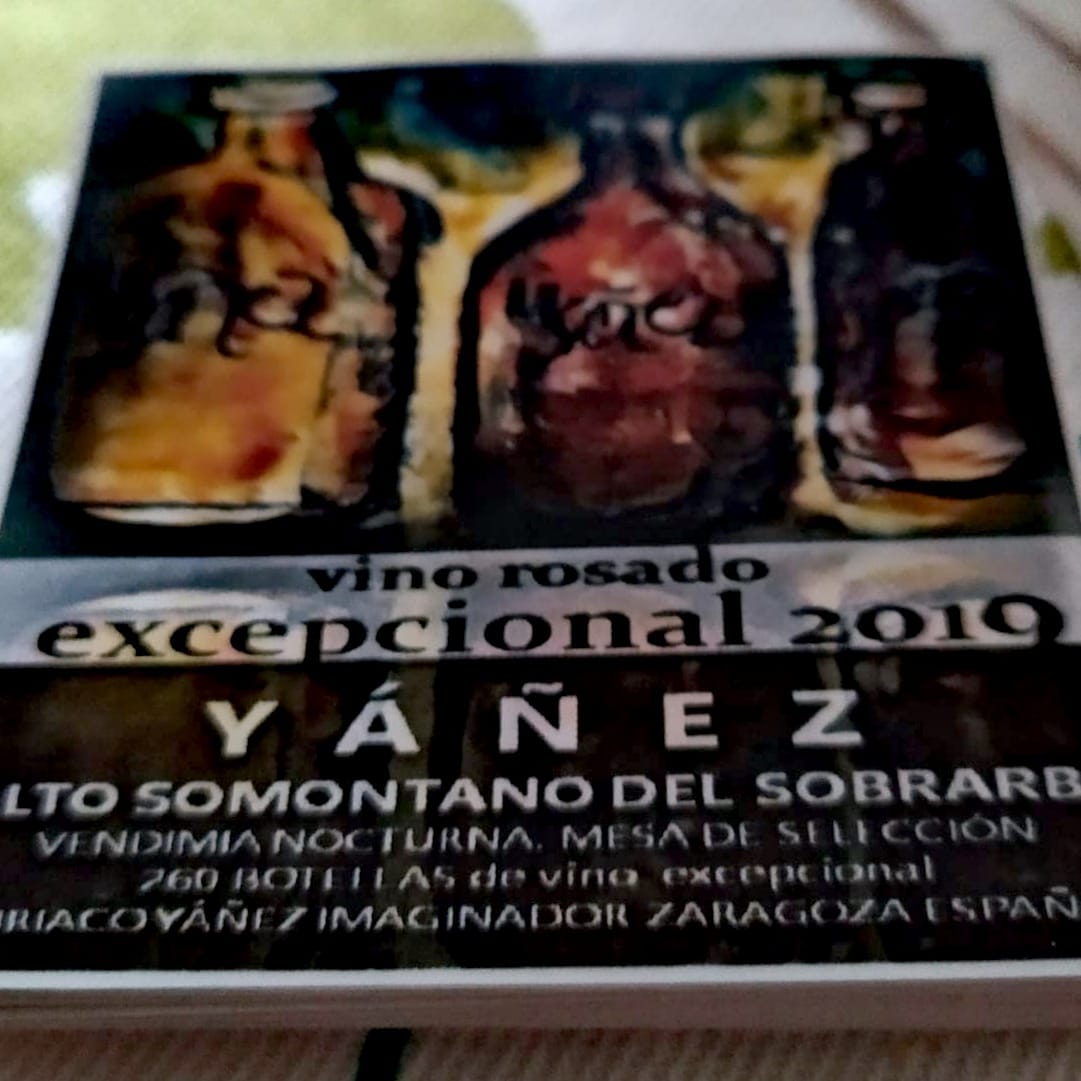 vino rosado
excepcional 2019
YÁÑEZ
LTO SOMONTANO DEL SOBRARB
VENDIMIA NOCTURNA. MESA DE SELECCIÓN
260 BOTELLAS de vino excepcional
RIACO YÁÑEZ IMAGINADOR ZARAGOZA ESPAÑ